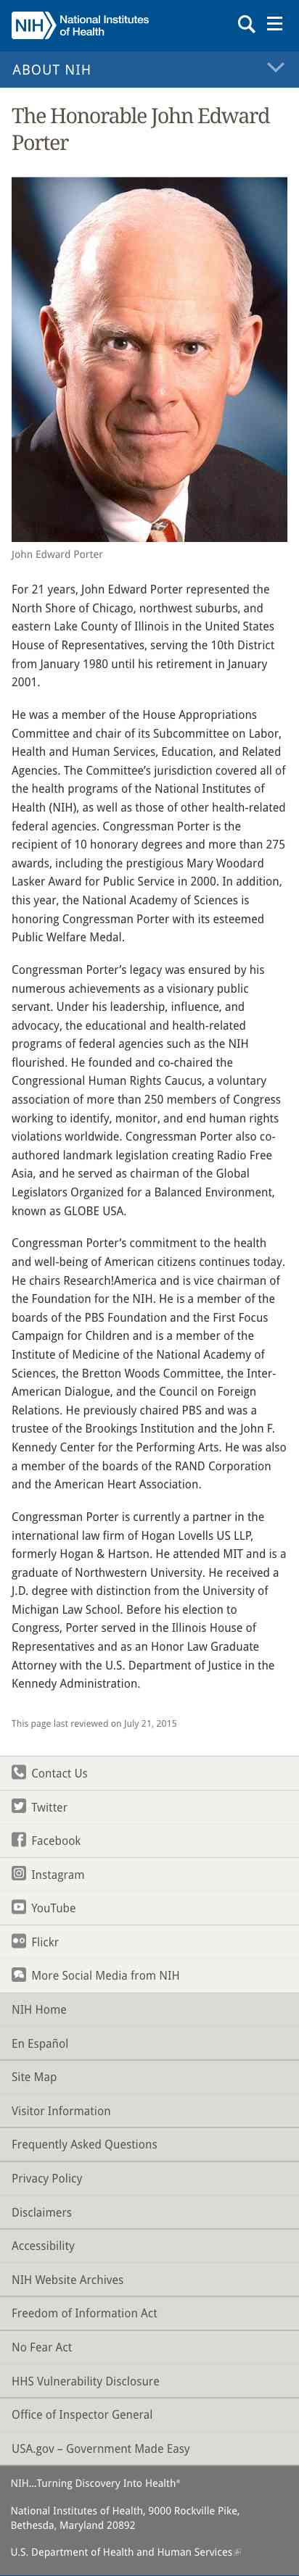 NIH National Institutes
of Health
ABOUT NIH
The Honorable John Edward
Porter
John Edward Porter
For 21 years, John Edward Porter represented the
North Shore of Chicago, northwest suburbs, and
eastern Lake County of Illinois in the United States
House of Representatives, serving the 10th District
from January 1980 until his retirement in January
2001.
He was a member of the House Appropriations
Committee and chair of its Subcommittee on Labor,
Health and Human Services, Education, and Related
Agencies. The Committee’s jurisdiction covered all of
the health programs of the National Institutes of
Health (NIH), as well as those of other health-related
federal agencies. Congressman Porter is the
recipient of 10 honorary degrees and more than 275
awards, including the prestigious Mary Woodard
Lasker Award for Public Service in 2000. In addition,
this year, the National Academy of Sciences is
honoring Congressman Porter with its esteemed
Public Welfare Medal.
Congressman Porter’s legacy was ensured by his
numerous achievements as a visionary public
servant. Under his leadership, influence, and
advocacy, the educational and health-related
programs of federal agencies such as the NIH
flourished. He founded and co-chaired the
Congressional Human Rights Caucus, a voluntary
association of more than 250 members of Congress
working to identify, monitor, and end human rights
violations worldwide. Congressman Porter also co-
authored landmark legislation creating Radio Free
Asia, and he served as chairman of the Global
Legislators Organized for a Balanced Environment,
known as GLOBE USA.
Congressman Porter’s commitment to the health
and well-being of American citizens continues today.
He chairs Research!America and is vice chairman of
the Foundation for the NIH. He is a member of the
boards of the PBS Foundation and the First Focus
Campaign for Children and is a member of the
Institute of Medicine of the National Academy of
Sciences, the Bretton Woods Committee, the Inter-
American Dialogue, and the Council on Foreign
Relations. He previously chaired PBS and was a
trustee of the Brookings Institution and the John F.
Kennedy Center for the Performing Arts. He was also
a member of the boards of the RAND Corporation
and the American Heart Association.
Congressman Porter is currently a partner in the
international law firm of Hogan Lovells US LLP,
formerly Hogan & Hartson. He attended MIT and is a
graduate of Northwestern University. He received a
J.D. degree with distinction from the University of
Michigan Law School. Before his election to
Congress, Porter served in the Illinois House of
Representatives and as an Honor Law Graduate
Attorney with the U.S. Department of Justice in the
Kennedy Administration.
This page last reviewed on July 21, 2015
Contact Us
Twitter
Facebook
Instagram
YouTube
Flickr
More Social Media from NIH
NIH Home
En Español
Site Map
Visitor Information
Frequently Asked Questions
Privacy Policy
Disclaimers
Accessibility
NIH Website Archives
Freedom of Information Act
No Fear Act
HHS Vulnerability Disclosure
Office of Inspector General
USA.gov – Government Made Easy
NIH...Turning Discovery Into Health®
National Institutes of Health, 9000 Rockville Pike,
Bethesda, Maryland 20892
U.S. Department of Health and Human Services